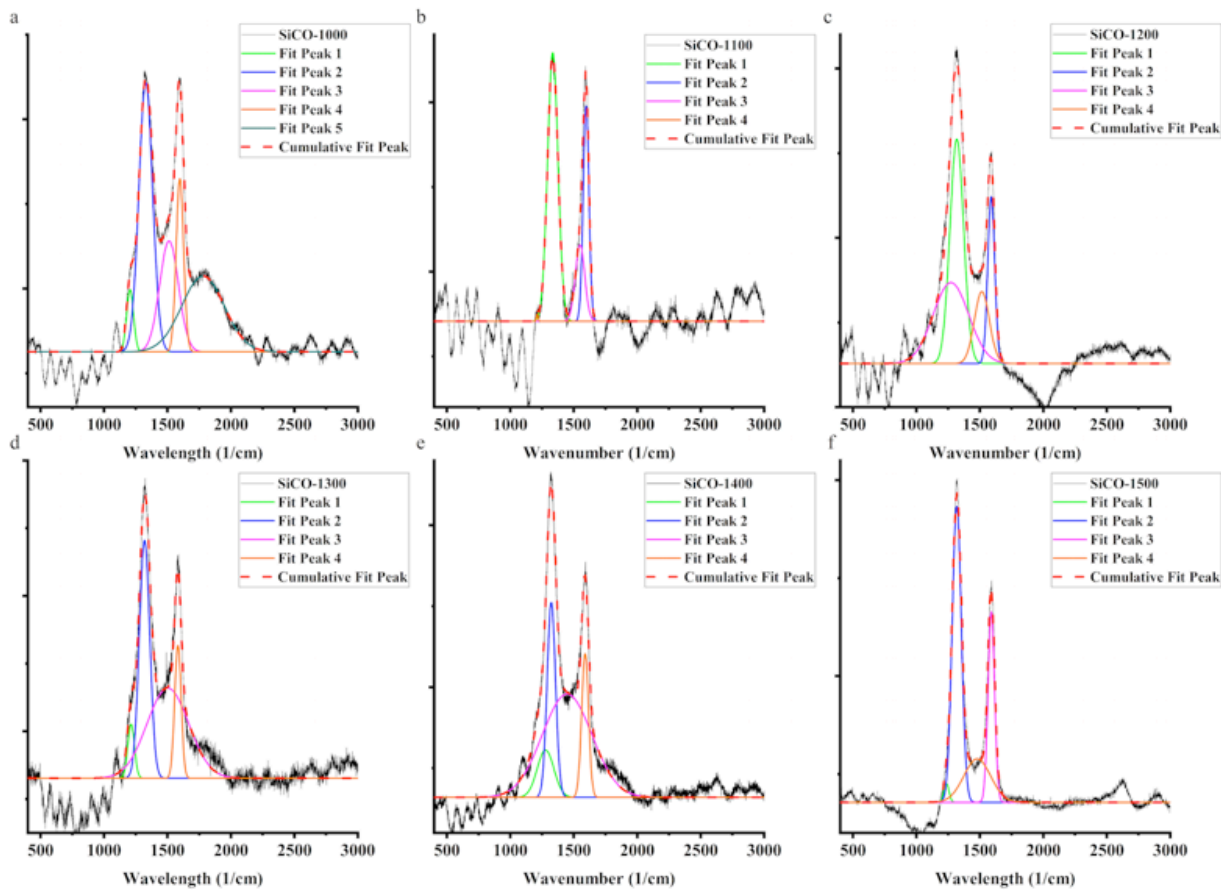 a
SiCO-1000
Fit Peak 1
Fit Peak 2
Fit Peak 3
Fit Peak 4
Fit Peak 5
Cumulative Fit Peak
500 1000 1500 2000 2500 3000
Wavelength (1/cm)
b
SiCO-1100
Fit Peak 1
Fit Peak 2
Fit Peak 3
Fit Peak 4
Cumulative Fit Peak
500 1000 1500 2000 2500 3000
Wavenumber (1/cm)
c
SiCO-1200
Fit Peak 1
Fit Peak 2
Fit Peak 3
Fit Peak 4
Cumulative Fit Peak
500 1000 1500 2000 2500 3000
Wavenumber (1/cm)
d
SiCO-1300
Fit Peak 1
Fit Peak 2
Fit Peak 3
Fit Peak 4
Cumulative Fit Peak
500 1000 1500 2000 2500 3000
Wavelength (1/cm)
e
SiCO-1400
Fit Peak 1
Fit Peak 2
Fit Peak 3
Fit Peak 4
Cumulative Fit Peak
500 1000 1500 2000 2500 3000
Wavenumber (1/cm)
f
SiCO-1500
Fit Peak 1
Fit Peak 2
Fit Peak 3
Fit Peak 4
Cumulative Fit Peak
500 1000 1500 2000 2500 3000
Wavelength (1/cm)